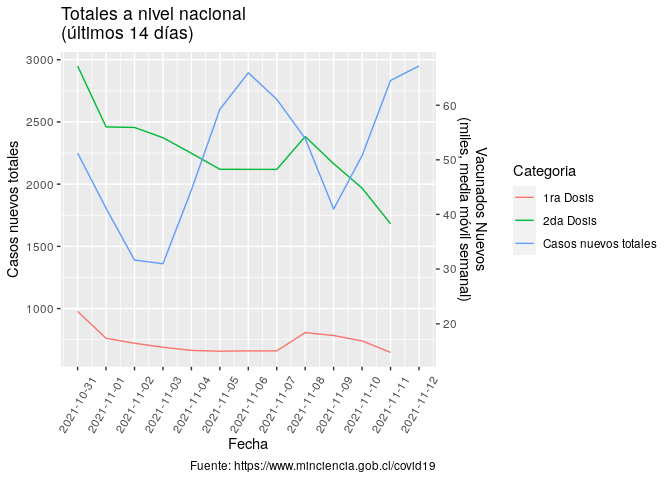 Totales a nivel nacional
(últimos 14 días)
Casos nuevos totales
3000
2500
2000
1500
1000
60
50
40
30
20
Vacunados Nuevos
(miles, media móvil semanal)
2021-10-31
2021-11-01
2021-11-02
2021-11-03
2021-11-04
2021-11-05
2021-11-06
2021-11-07
2021-11-08
2021-11-09
2021-11-10
2021-11-11
2021-11-12
Fecha
Fuente: https://www.minciencia.gob.cl/covid19
Categoria
1ra Dosis
2da Dosis
Casos nuevos totales